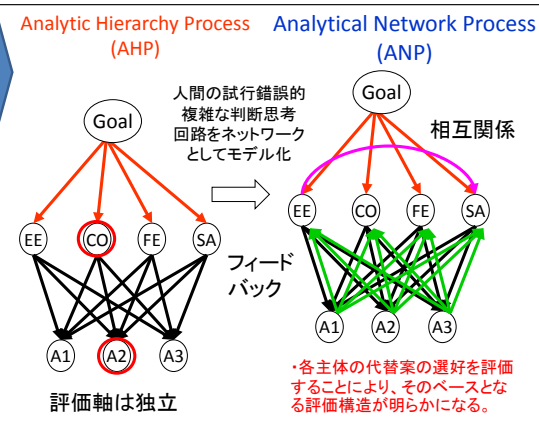 Analytic Hierarchy Process
(AHP)
Analytical Network Process
(ANP)
人間の試行錯誤的
複雑な判断思考
回路をネットワーク
としてモデル化
Goal
Goal
相互関係
EE
CO
FE
SA
EE
CO
FE
SA
フィード
バック
A1
A2
A3
A1
A2
A3
評価軸は独立
・各主体の代替案の選好を評価
することにより、そのベースとな
る評価構造が明らかになる。